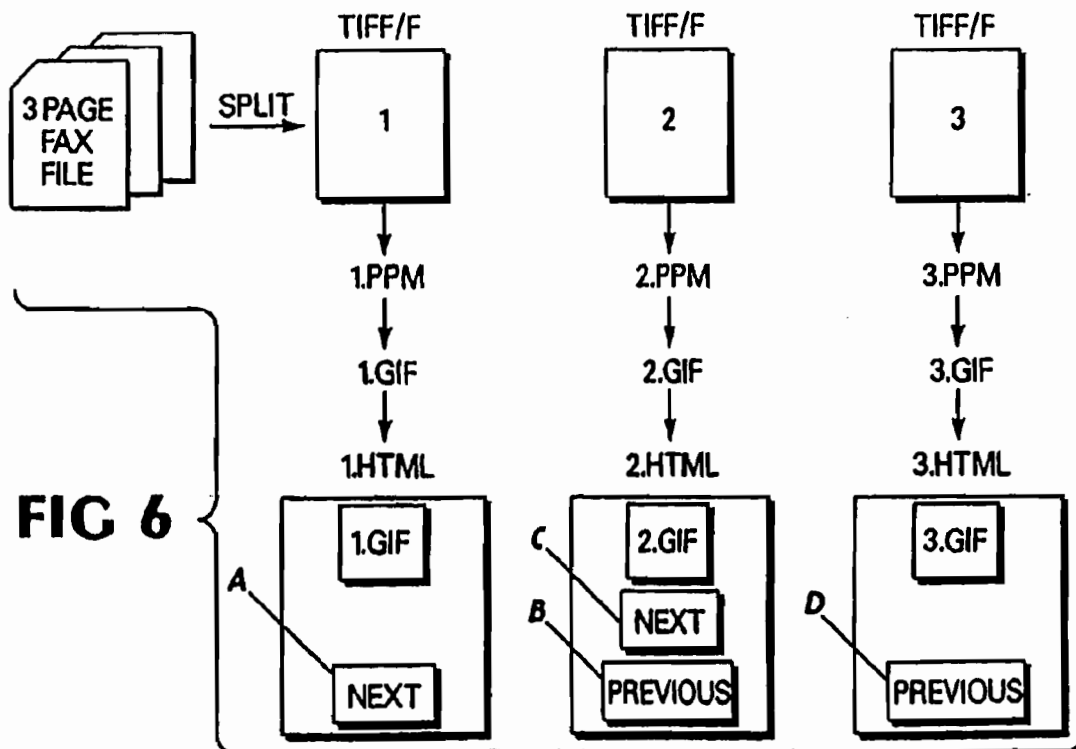 TIFF/F TIFF/F TIFF/F
3 PAGE
FAX
FILE
SPLIT
1 2 3
1.PPM 2.PPM 3.PPM
1.GIF 2.GIF 3.GIF
1.HTML 2.HTML 3.HTML
FIG 6
1.GIF 2.GIF 3.GIF
A C B D
NEXT
NEXT PREVIOUS PREVIOUS